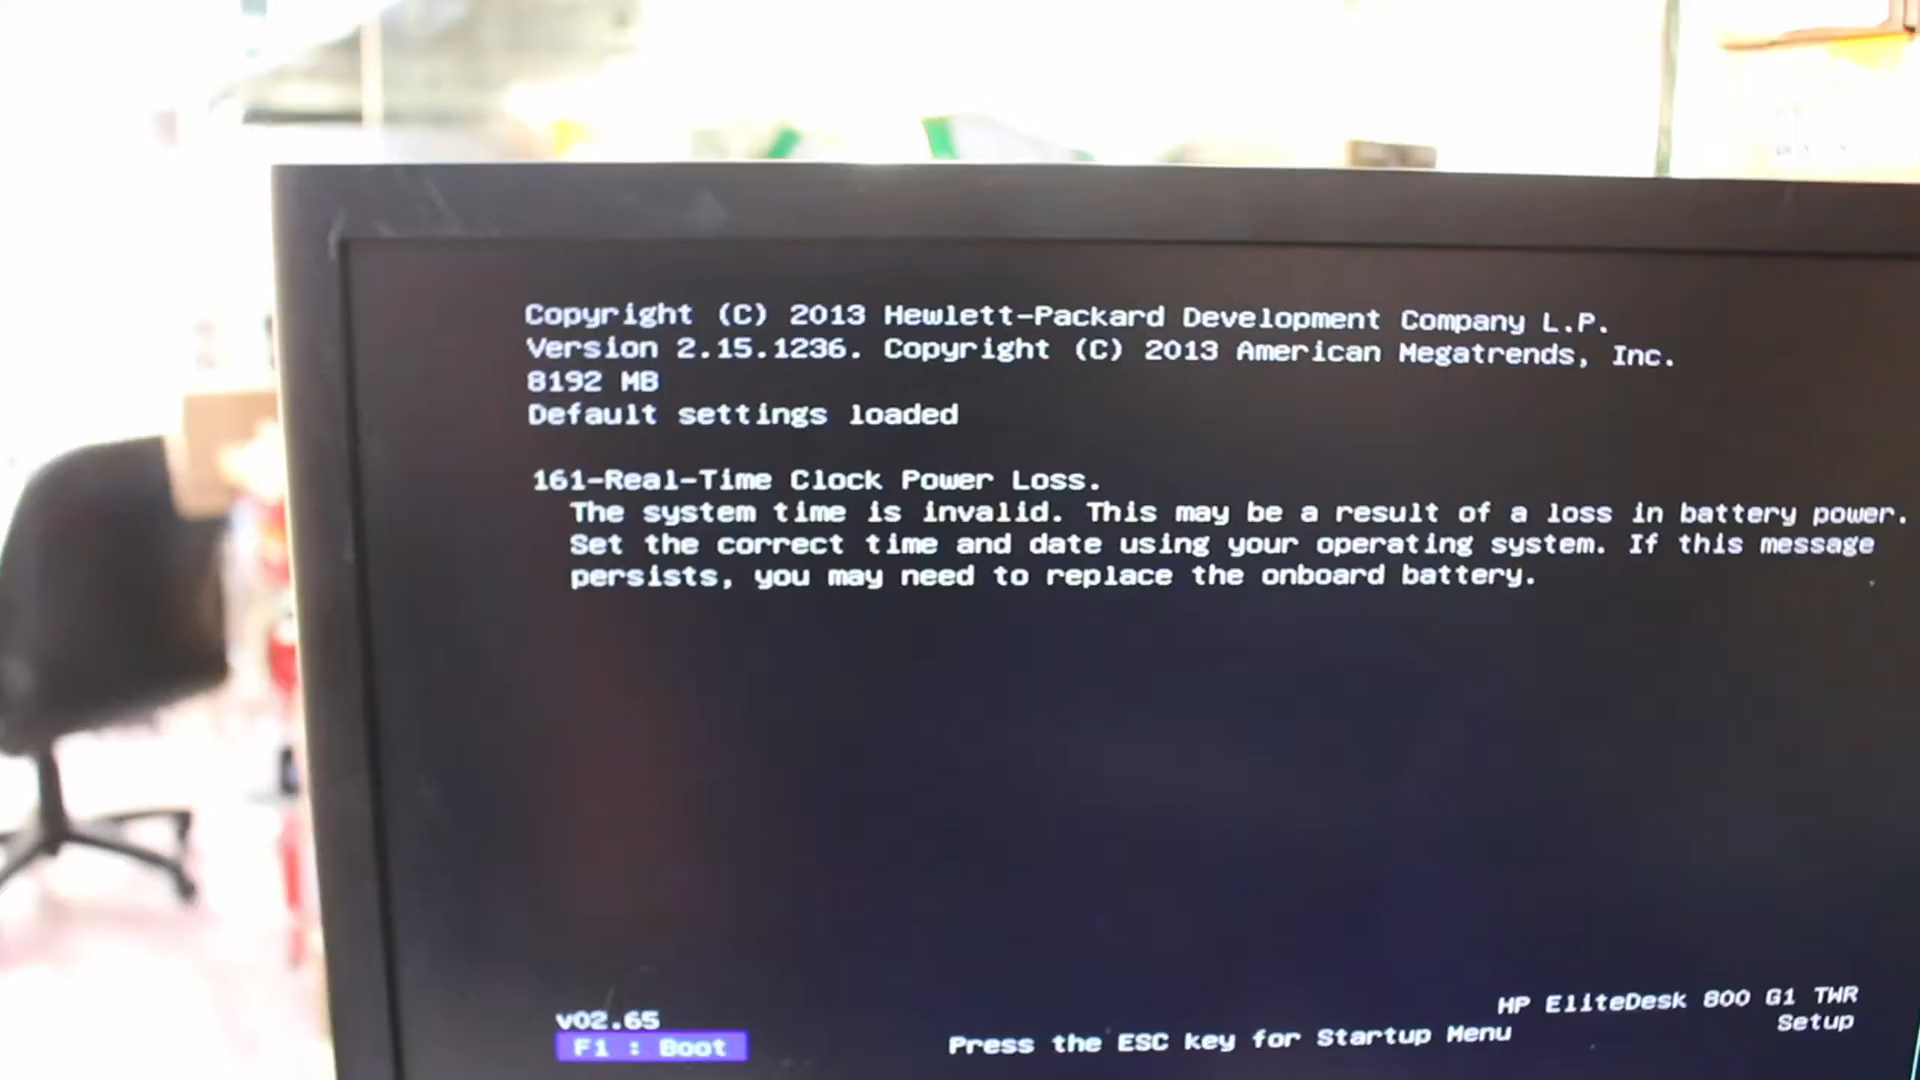 Copyright (C) 2013 Hewlett-Packard Development Company L.P.
Version 2.15.1236. Copyright (C) 2013 American Megatrends, Inc.
8192 MB
Default settings loaded
161-Real-Time Clock Power Loss.
The system time is invalid. This may be a result of a loss in battery power.
Set the correct time and date using your operating system. If this message
persists, you may need to replace the onboard battery.
HP EliteDesk 800 G1 TWR
v02.65
Setup
F1 : Boot
Press the ESC key for Startup Menu